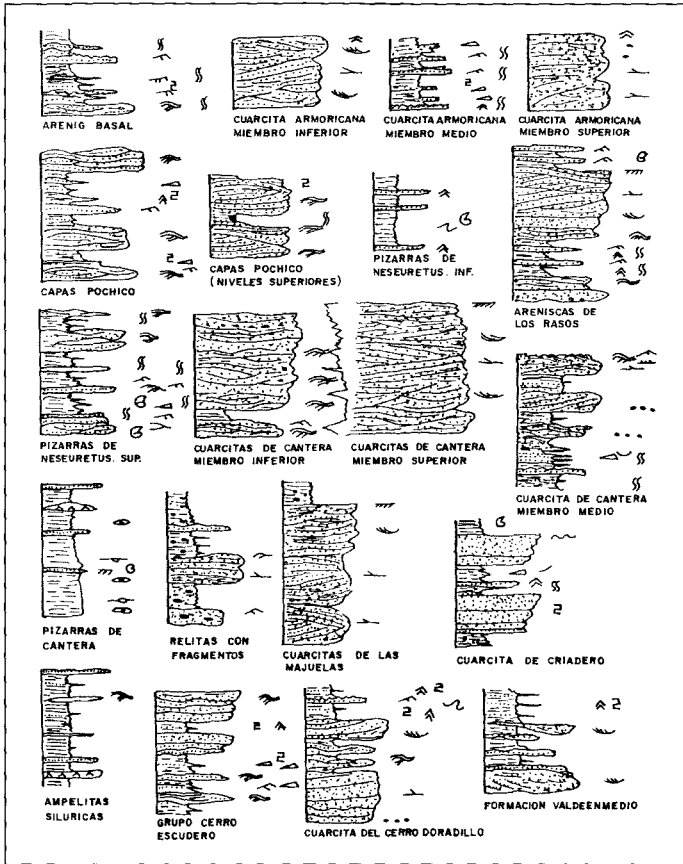 ARENIG BASAL
CUARCITA ARMORICANA
MIEMBRO INFERIOR
CUARCITA ARMORICANA
MIEMBRO MEDIO
CUARCITA ARMORICANA
MIEMBRO SUPERIOR
CAPAS POCHICO
CAPAS POCHICO
(NIVELES SUPERIORES)
PIZARRAS DE
NESEURETUS. INF.
ARENISCAS DE
LOS RASOS
PIZARRAS DE
NESEURETUS. SUP.
CUARCITAS DE CANTERA
MIEMBRO INFERIOR
CUARCITAS DE CANTERA
MIEMBRO SUPERIOR
CUARCITA DE CANTERA
MIEMBRO MEDIO
PIZARRAS DE
CANTERA
RELITAS CON
FRAGMENTOS
CUARCITAS DE LAS
MAJUELAS
CUARCITA DE CRIADERO
AMPELITAS
SILURICAS
GRUPO CERRO
ESCUDERO
CUARCITA DEL CERRO DORADILLO
FORMACION VALDEENMEDIO